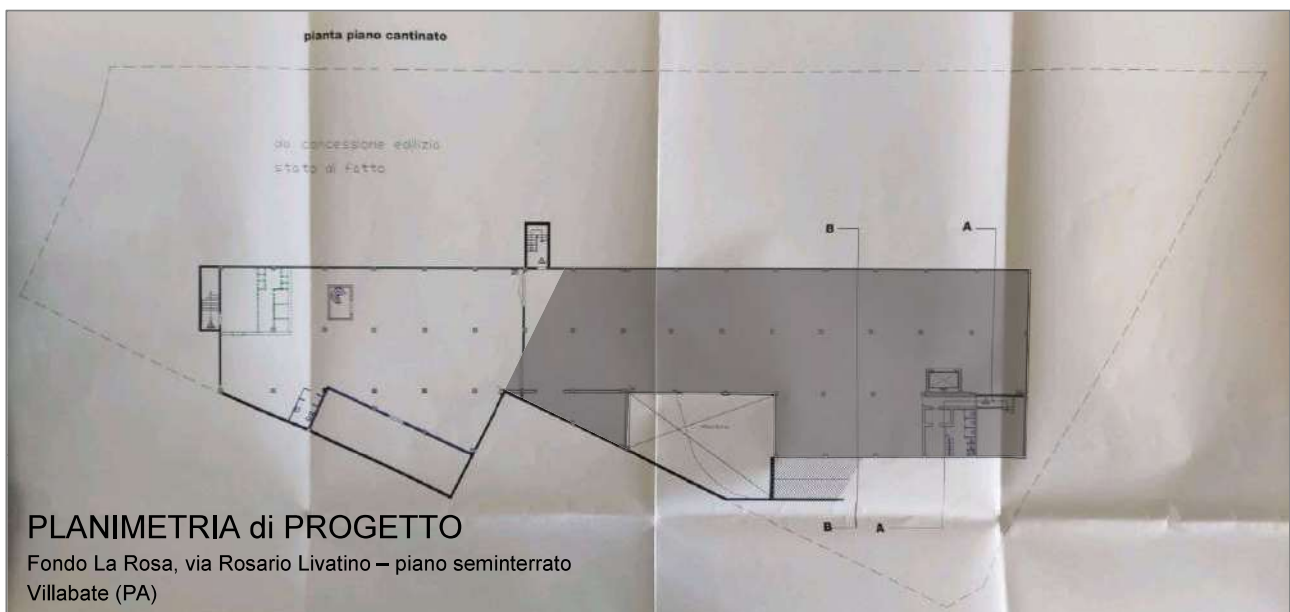 pianta piano cantinato
da concessione edilizia
stato di fatto
B
A
B
A
PLANIMETRIA di PROGETTO
Fondo La Rosa, via Rosario Livatino – piano seminterrato
Villabate (PA)